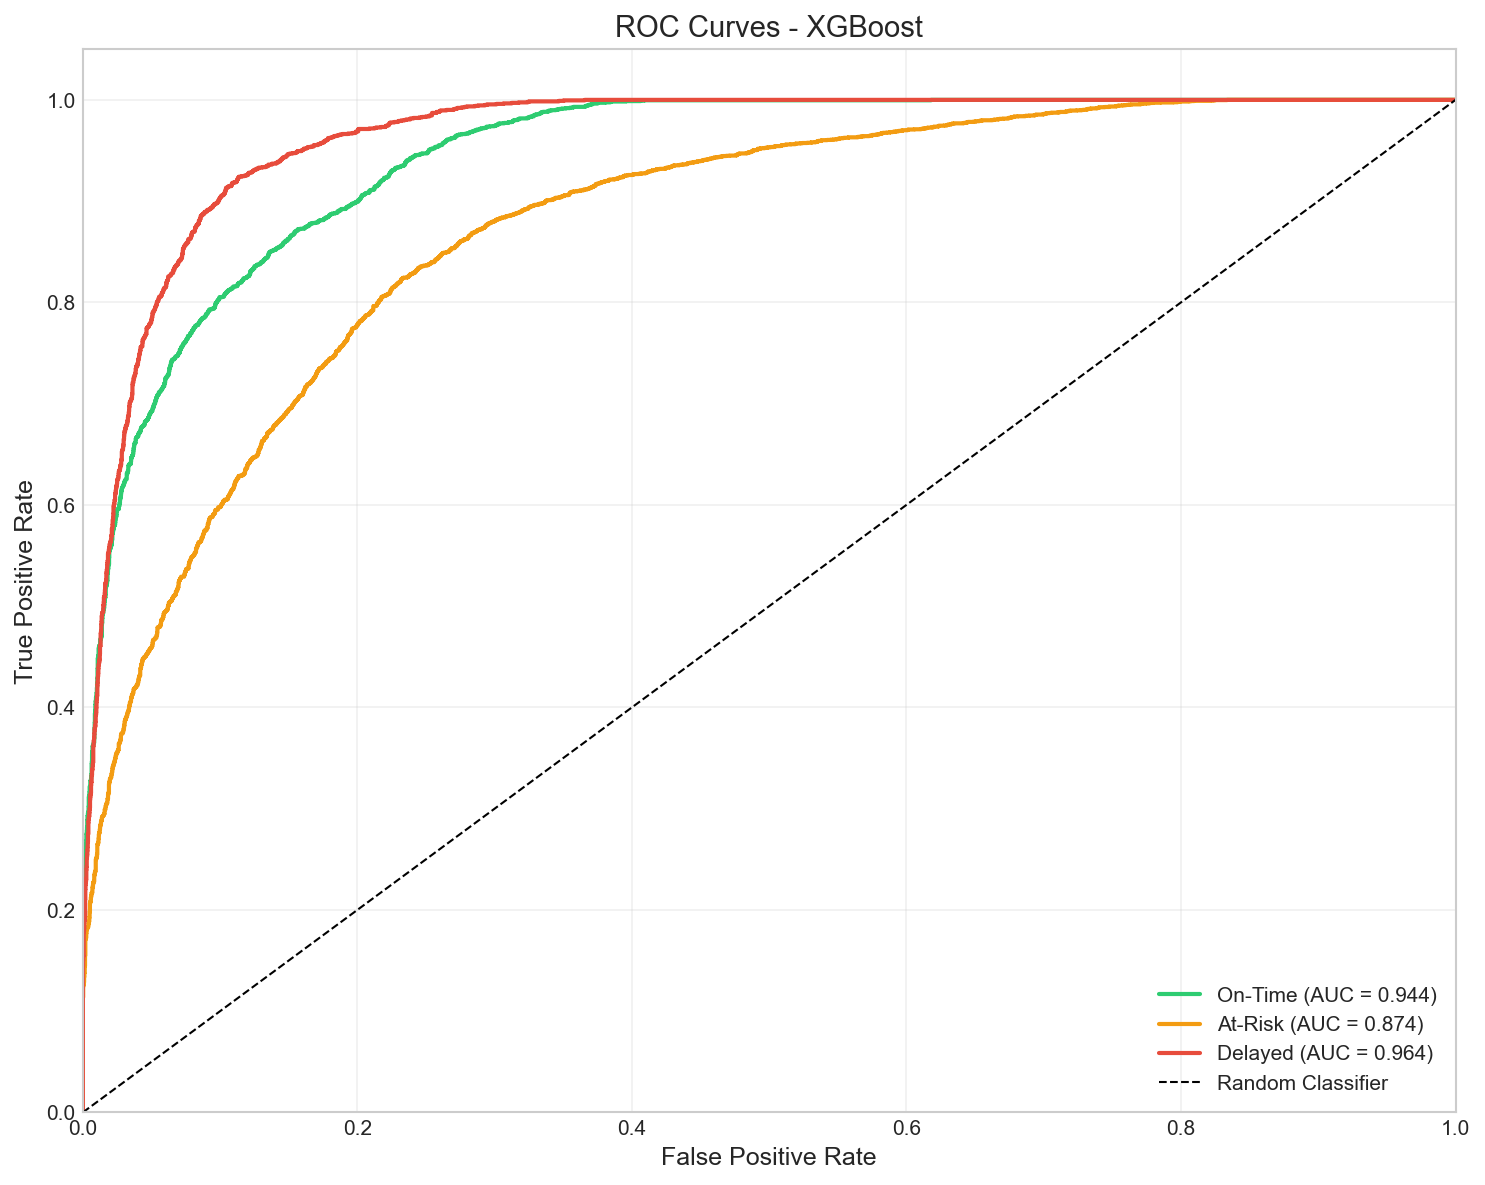 ROC Curves - XGBoost
True Positive Rate
1.0
0.8
0.6
0.4
0.2
0.0
0.0
0.2
0.4
0.6
0.8
1.0
False Positive Rate
On-Time (AUC = 0.944)
At-Risk (AUC = 0.874)
Delayed (AUC = 0.964)
Random Classifier